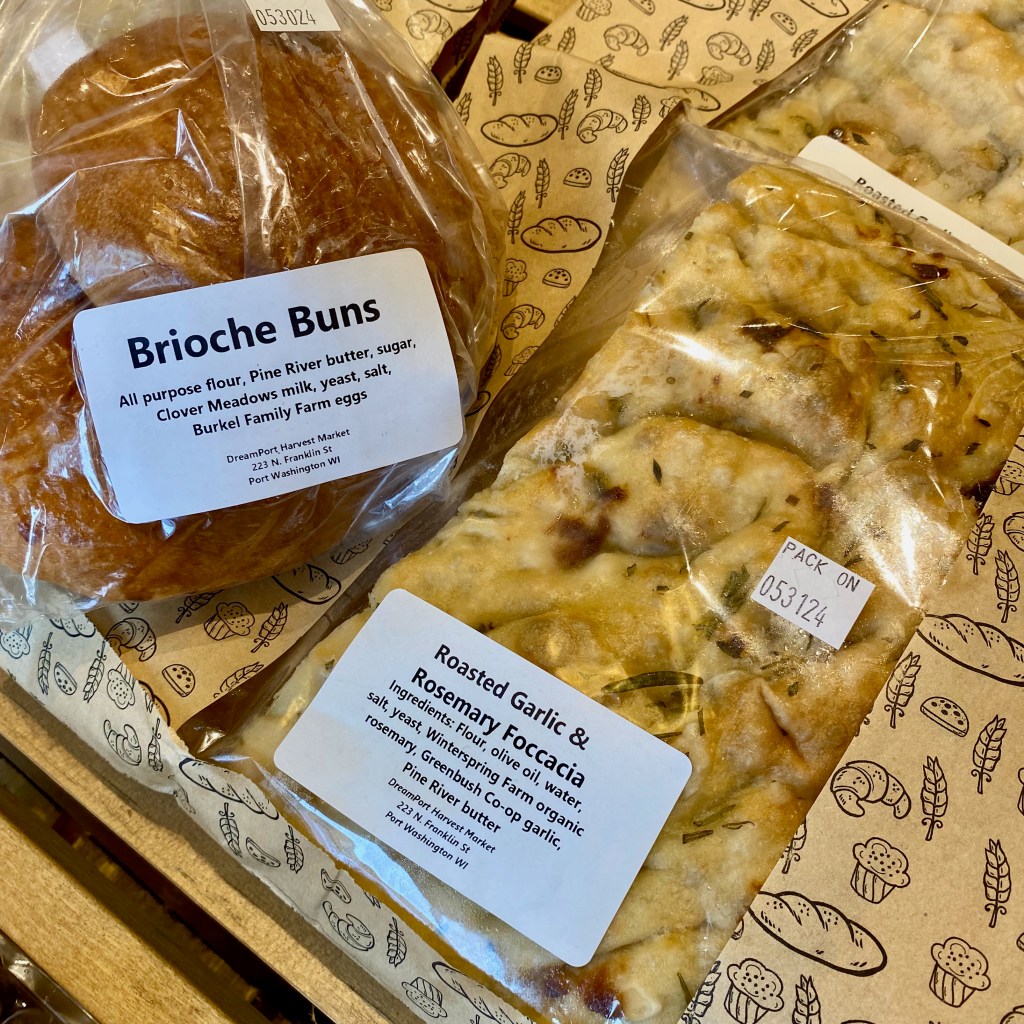 053024
Brioche Buns
All purpose flour, Pine River butter, sugar,
Clover Meadows milk, yeast, salt,
Burkel Family Farm eggs
DreamPort Harvest Market
223 N. Franklin St
Port Washington WI
Roasted
PACK ON
053124
Roasted Garlic &
Rosemary Foccacia
Ingredients: Flour, olive oil, water,
salt, yeast, Winterspring Farm organic
rosemary, Greenbush Co-op garlic,
Pine River butter
DreamPort Harvest Market
223 N. Franklin St
Port Washington WI